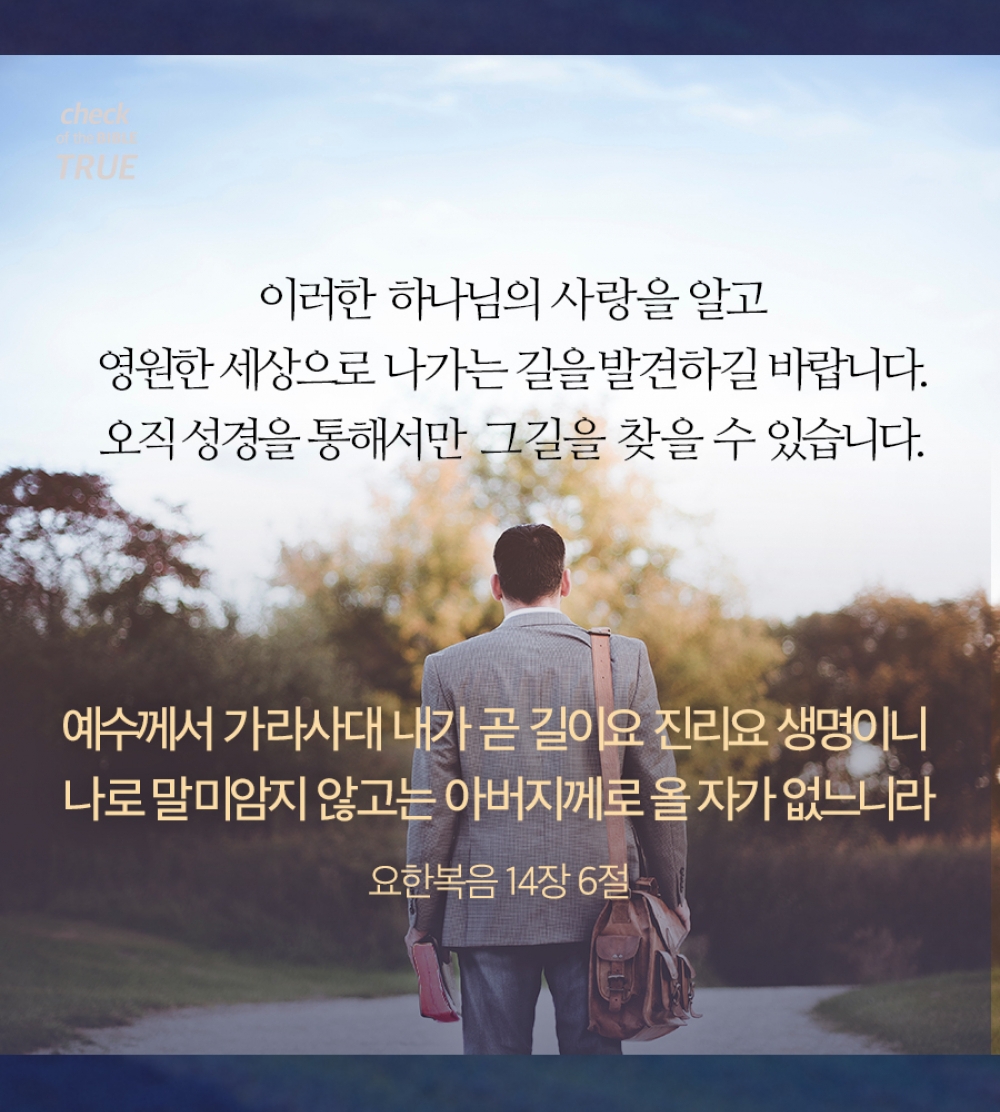 check
of the
TRUE
이러한 하나님의 사랑을 알고
영원한 세상으로 나가는 길을 발견하길 바랍니다.
오직 성경을 통해서만 그 길을 찾을 수 있습니다.
예수께서 가라사대 내가 곧 길이요 진리요 생명이니
나로 말미암지 않고는 아버지께로 올 자가 없느니라
요한복음 14장 6절